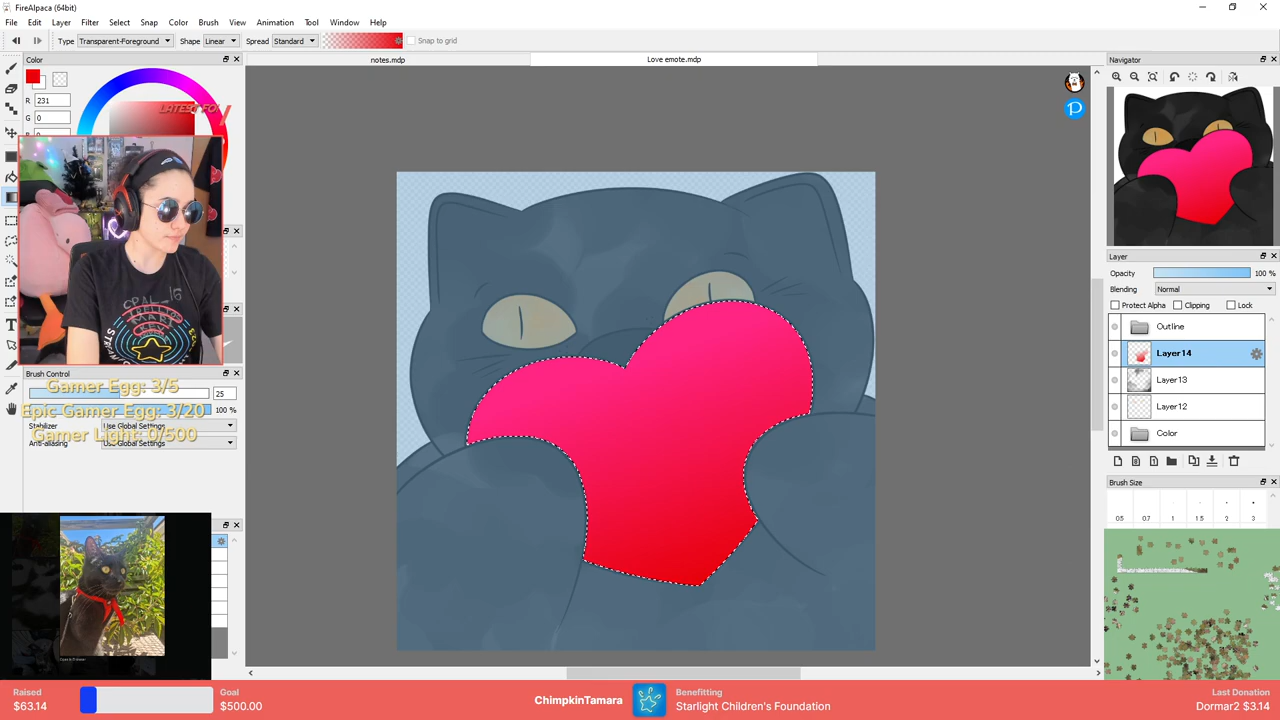 FireAlpaca (64bit)
File Edit Layer Filter Select Snap Color Brush View Animation Tool Window Help
Type Transparent-Foreground Shape Linear Spread Standard Snap to grid
Color
notes.mdp
Love emote.mdp
Navigator
R 231
G 0
Layer
Opacity 100 %
Blending Normal
Protect Alpha Clipping Lock
Outline
Layer14
Layer13
Layer12
Color
Brush Control
25
100 %
Stabilizer Use Global Settings
Anti-aliasing Use Global Settings
Gamer Egg: 3/5
Epic Gamer Egg: 3/20
Gamer Light: 0/500
Brush Size
0.5 0.7 1 1.5 2 3
Raised
$63.14
Goal
$500.00
ChimpkinTamara
Benefitting
Starlight Children's Foundation
Last Donation
Dormar2 $3.14